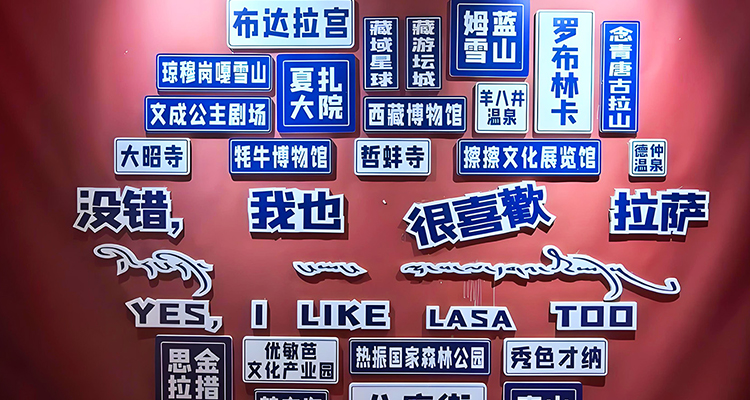 布达拉宫
藏域星球
藏游坛城
姆蓝雪山
罗布林卡
念青唐古拉山
琼穆岗嘎雪山
夏扎大院
文成公主剧场
西藏博物馆
羊八井温泉
大昭寺
牦牛博物馆
哲蚌寺
擦擦文化展览馆
德仲温泉
没错, 我也 很喜歡 拉萨
YES, I LIKE LASA TOO
思金拉措
优敏芭文化产业园
热振国家森林公园
秀色才纳